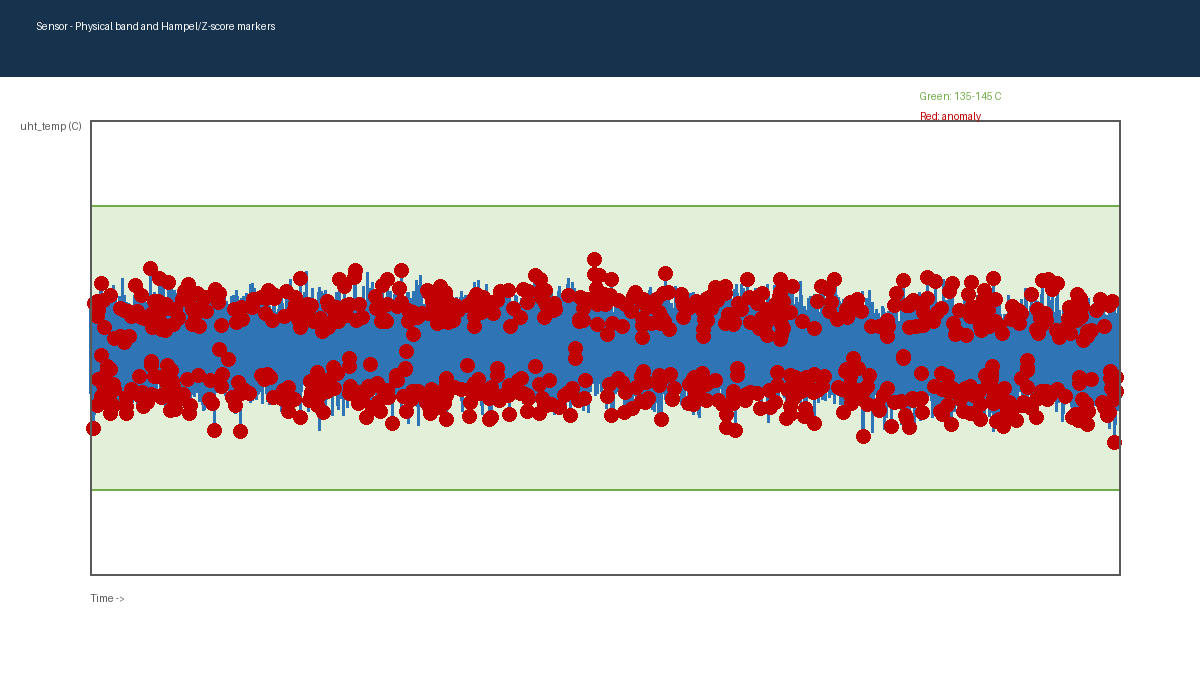 Sensor - Physical band and Hampel/Z-score markers
Green: 135-145 C
Red: anomaly
uht_temp (C)
Time ->